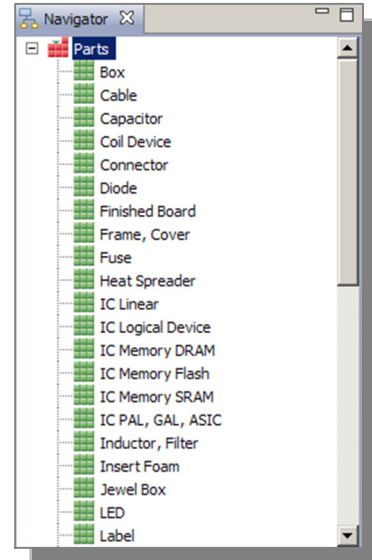 Navigator
Parts
Box
Cable
Capacitor
Coil Device
Connector
Diode
Finished Board
Frame, Cover
Fuse
Heat Spreader
IC Linear
IC Logical Device
IC Memory DRAM
IC Memory Flash
IC Memory SRAM
IC PAL, GAL, ASIC
Inductor, Filter
Insert Foam
Jewel Box
LED
Label